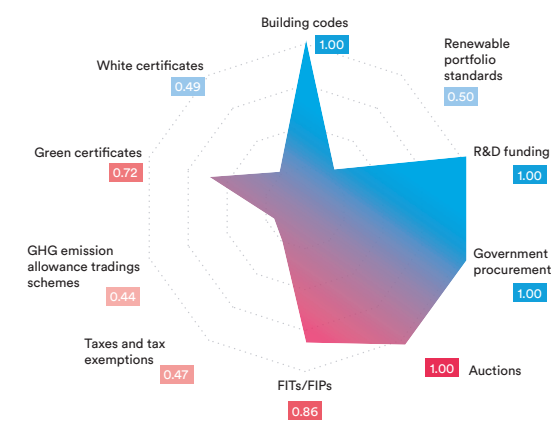 Building codes
1.00
Renewable
portfolio
standards
0.50
R&D funding
1.00
Government
procurement
1.00
1.00 Auctions
FITs/FIPs
0.86
Taxes and tax
exemptions
0.47
GHG emission
allowance tradings
schemes
0.44
Green certificates
0.72
White certificates
0.49